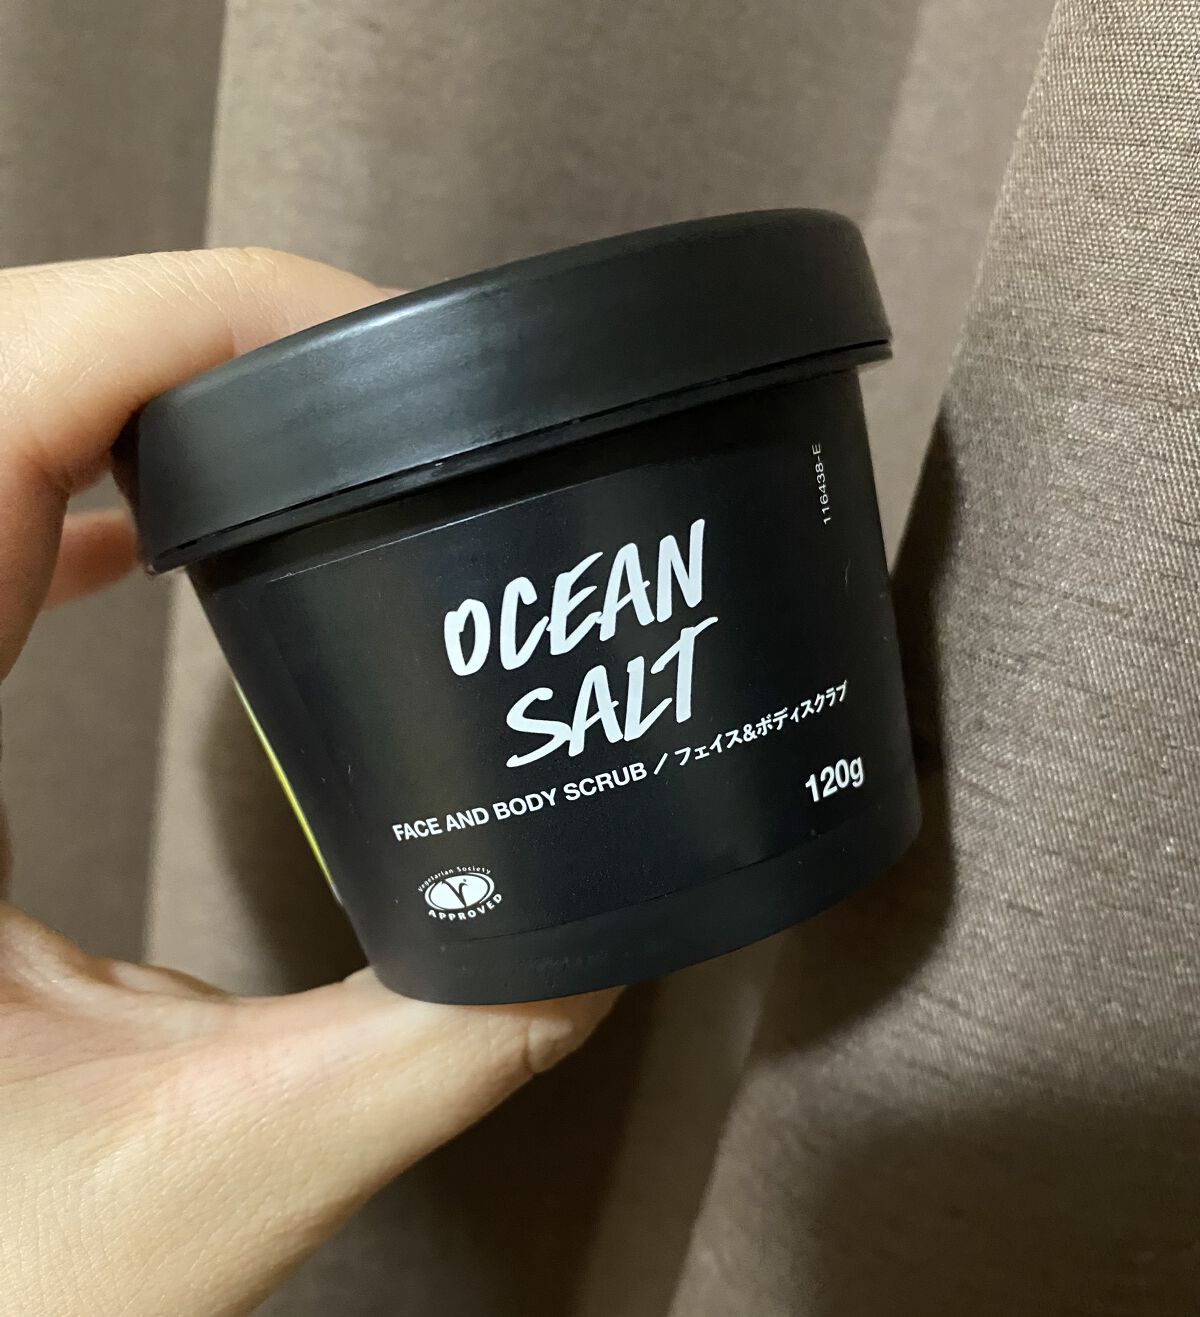 116438-E
OCEAN
SALT
FACE AND BODY SCRUB / フェイス&ボディスクラブ
120g
Vegetarian Society
APPROVED